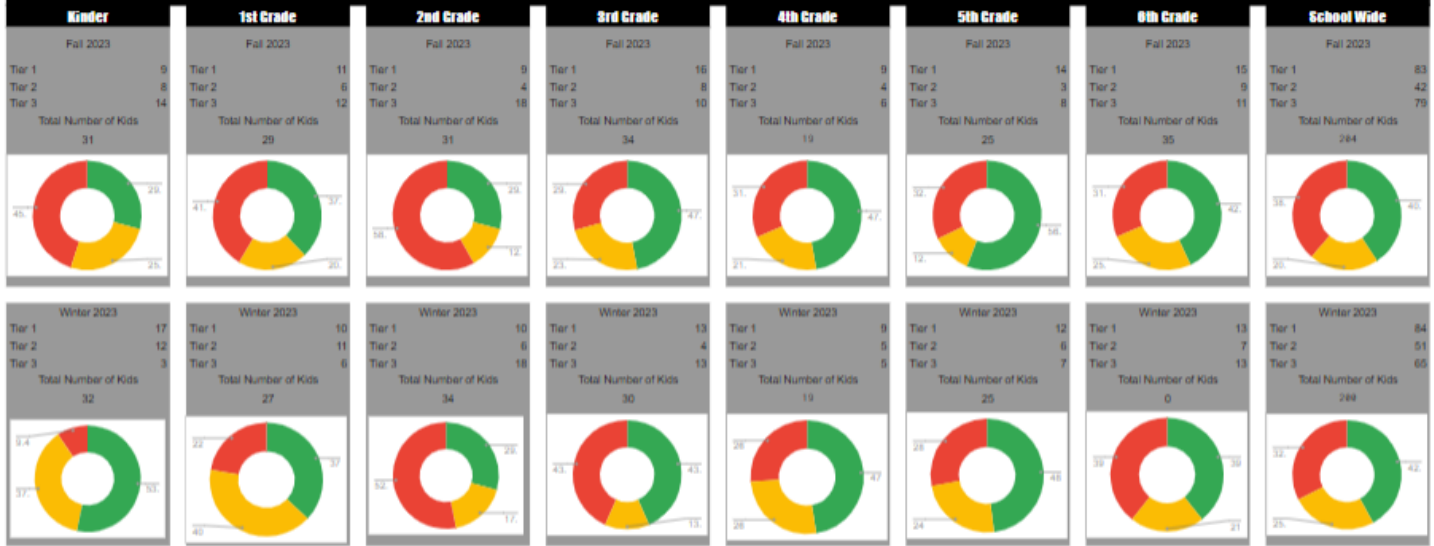 Kinder 1st Grade 2nd Grade 3rd Grade 4th Grade 5th Grade 6th Grade School Wide
Fall 2023 Fall 2023 Fall 2023 Fall 2023 Fall 2023 Fall 2023 Fall 2023 Fall 2023
Tier 1 9 Tier 1 11 Tier 1 9 Tier 1 16 Tier 1 9 Tier 1 14 Tier 1 15 Tier 1 83
Tier 2 8 Tier 2 6 Tier 2 4 Tier 2 8 Tier 2 4 Tier 2 3 Tier 2 9 Tier 2 42
Tier 3 14 Tier 3 12 Tier 3 18 Tier 3 10 Tier 3 6 Tier 3 8 Tier 3 11 Tier 3 79
Total Number of Kids Total Number of Kids Total Number of Kids Total Number of Kids Total Number of Kids Total Number of Kids Total Number of Kids Total Number of Kids
31 29 31 34 19 25 35 204
29. 45. 25.
37. 41. 20.
29. 58. 12.
29. 47. 23.
31. 47. 21.
32. 56. 12.
31. 42. 25.
38. 40. 20.
Winter 2023 Winter 2023 Winter 2023 Winter 2023 Winter 2023 Winter 2023 Winter 2023 Winter 2023
Tier 1 17 Tier 1 10 Tier 1 10 Tier 1 13 Tier 1 9 Tier 1 12 Tier 1 13 Tier 1 84
Tier 2 12 Tier 2 11 Tier 2 6 Tier 2 4 Tier 2 5 Tier 2 6 Tier 2 7 Tier 2 51
Tier 3 3 Tier 3 6 Tier 3 18 Tier 3 13 Tier 3 5 Tier 3 7 Tier 3 13 Tier 3 65
Total Number of Kids Total Number of Kids Total Number of Kids Total Number of Kids Total Number of Kids Total Number of Kids Total Number of Kids Total Number of Kids
32 27 34 30 19 25 0 200
9.4 37. 53.
22 37 40
29. 52. 17.
43. 43. 13.
26 47 26
28 48 24
39 39 21
32. 42. 25.